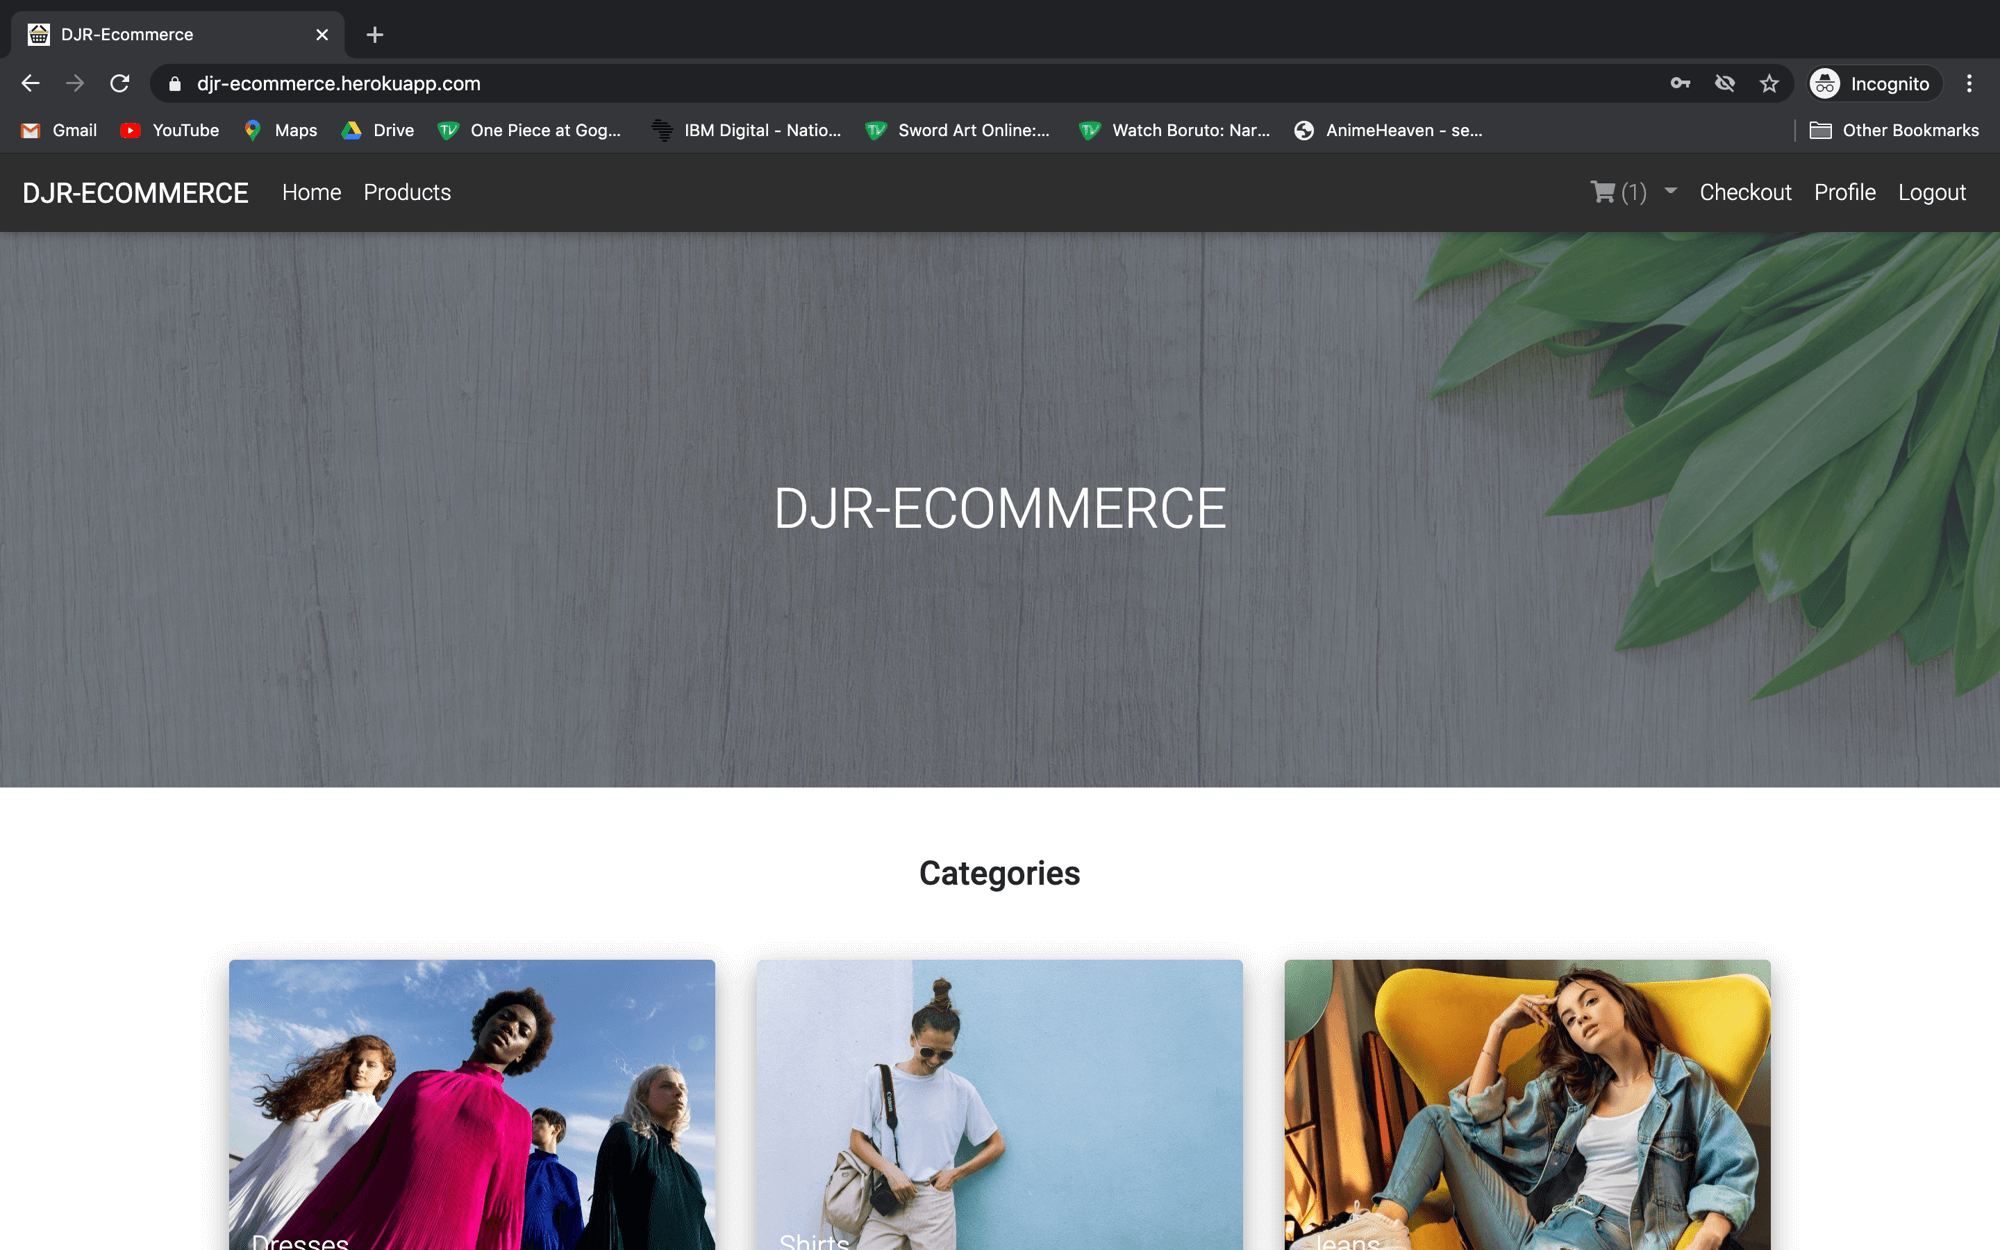 DJR-Ecommerce
djr-ecommerce.herokuapp.com
Incognito
Gmail YouTube Maps Drive One Piece at Gog... IBM Digital - Natio... Sword Art Online:... Watch Boruto: Nar... AnimeHeaven - se... Other Bookmarks
DJR-ECOMMERCE Home Products (1) Checkout Profile Logout
DJR-ECOMMERCE
Categories
Canon
Dresses Shirts Jeans